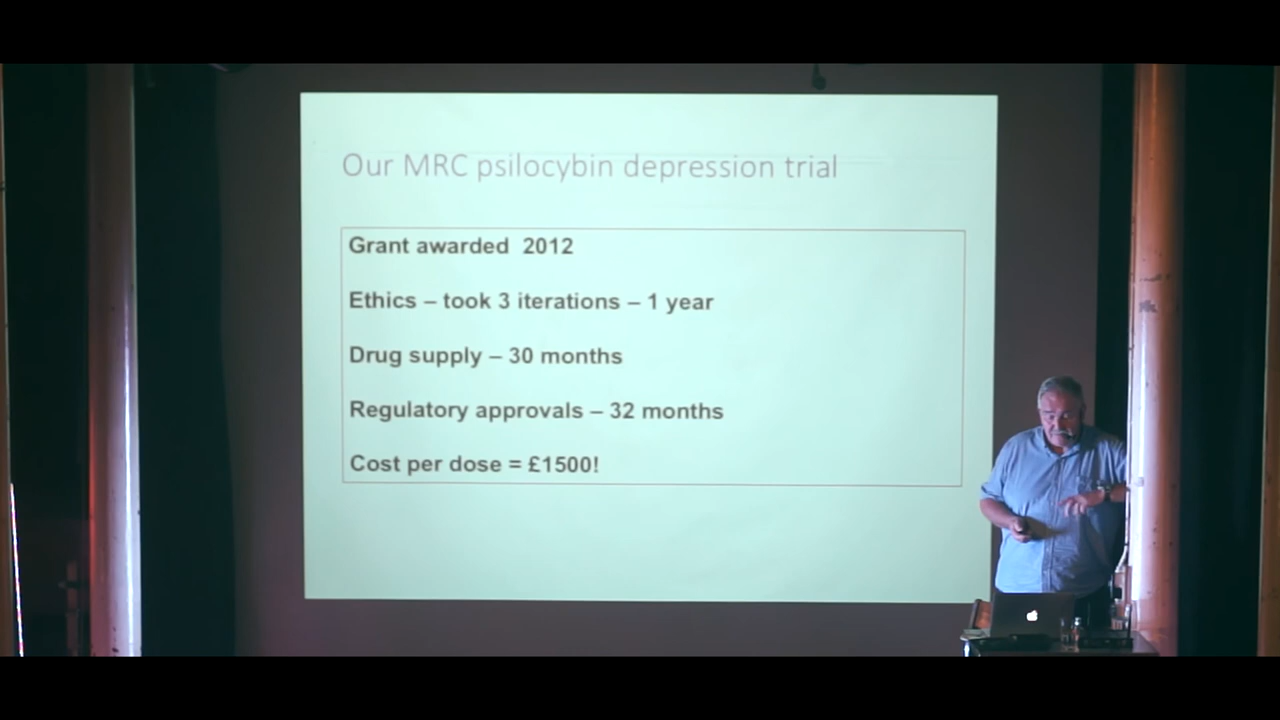 Our MRC psilocybin depression trial
Grant awarded 2012
Ethics – took 3 iterations – 1 year
Drug supply – 30 months
Regulatory approvals – 32 months
Cost per dose = £1500!